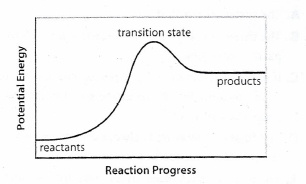 transition state
Potential Energy
products
reactants
Reaction Progress